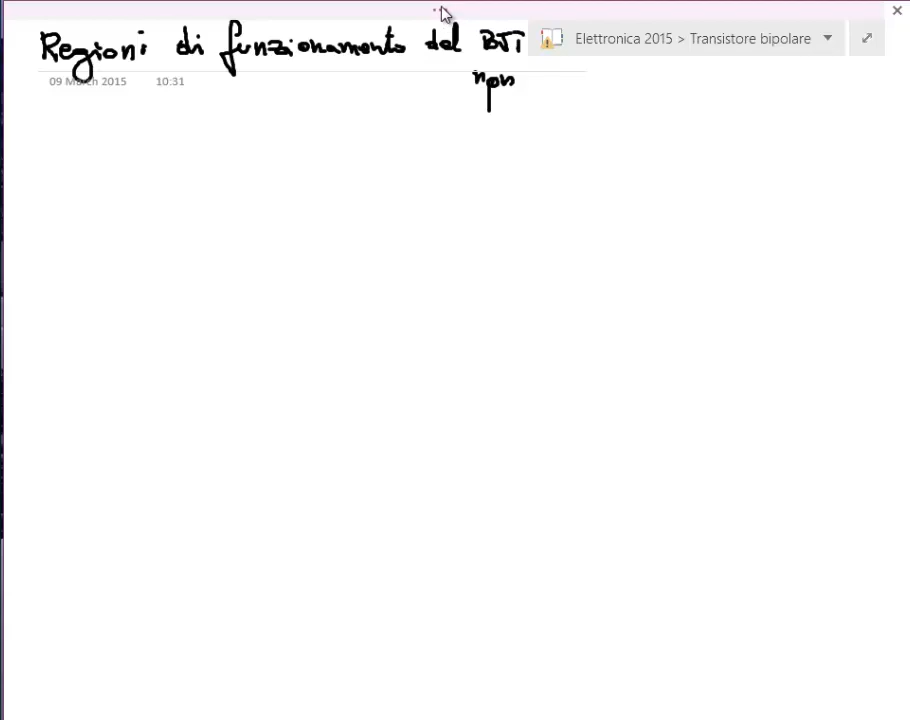 Regioni di funzionamento del BJT
Elettronica 2015 > Transistore bipolare
09 March 2015 10:31
npn